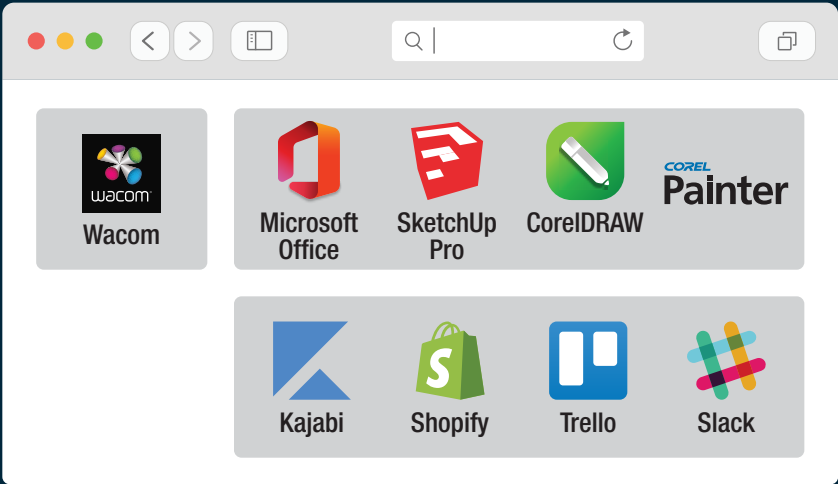 wacom
Wacom
Microsoft
Office
SketchUp
Pro
CorelDRAW
COREL
Painter
Kajabi
S
Shopify
Trello
Slack